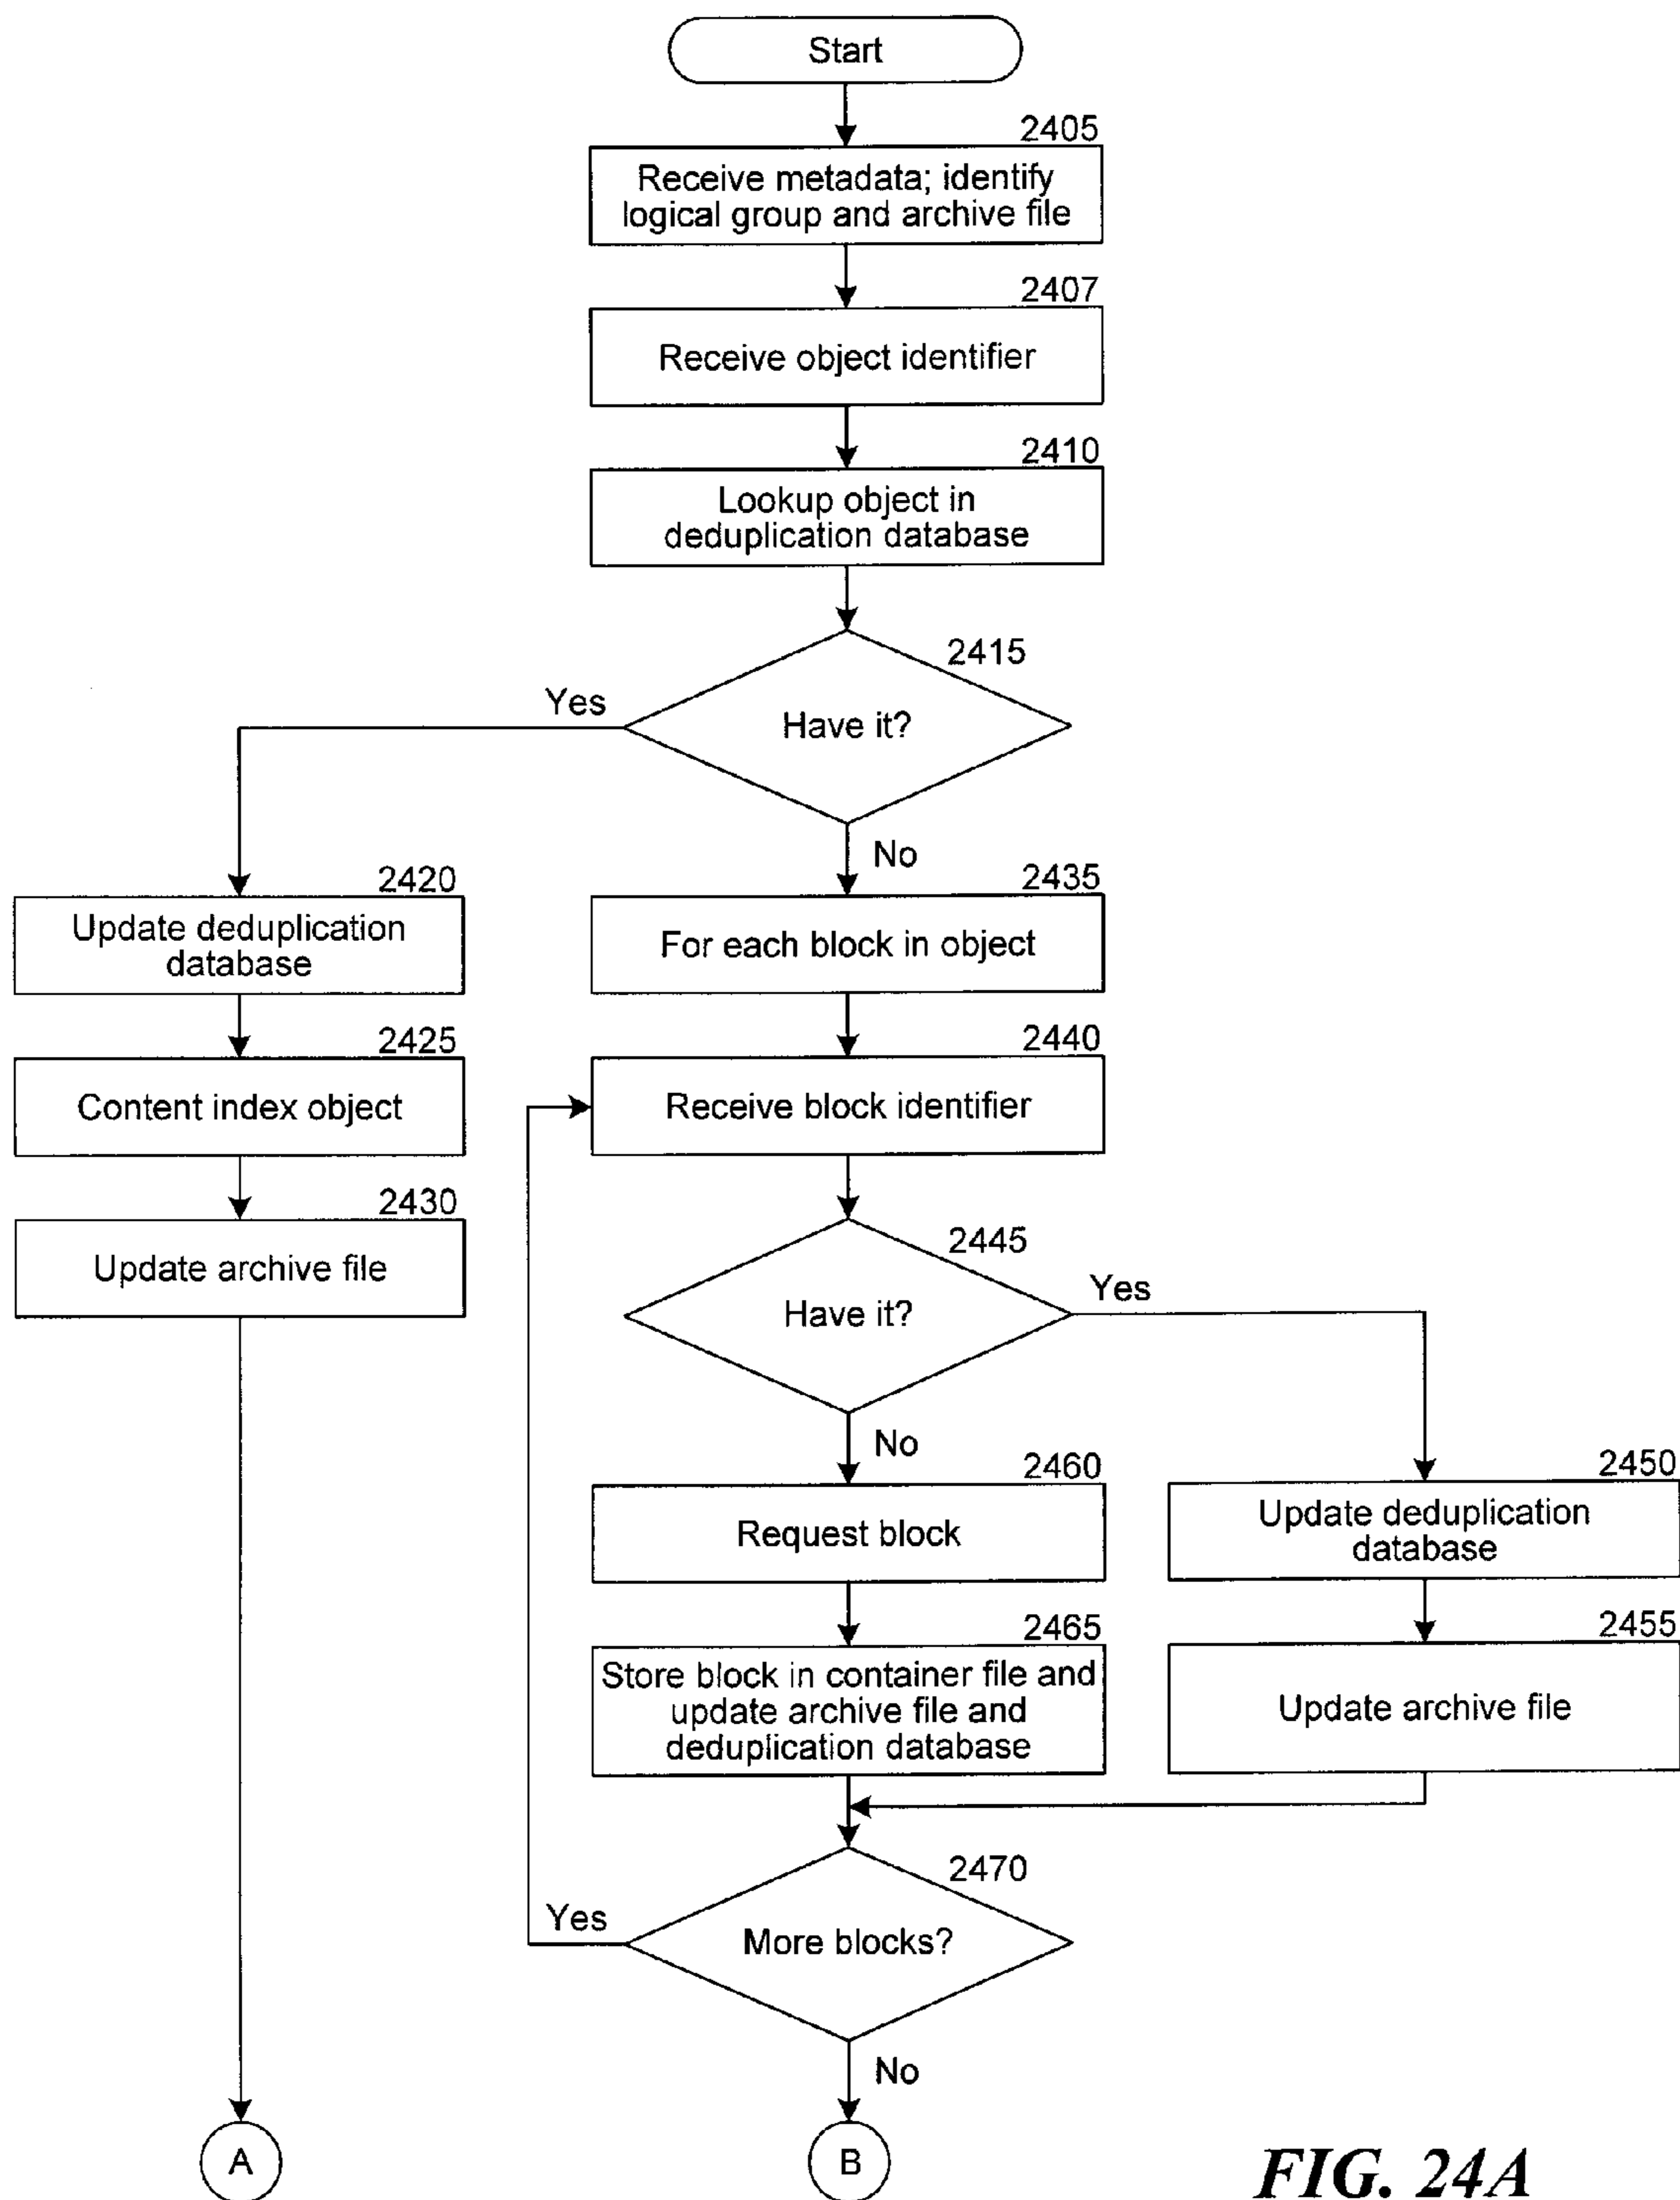 Start
2405
Receive metadata; identify
logical group and archive file
2407
Receive object identifier
2410
Lookup object in
deduplication database
2415
Have it?
Yes
No
2420
Update deduplication
database
2425
Content index object
2430
Update archive file
2435
For each block in object
2440
Receive block identifier
2445
Have it?
Yes
No
2460
Request block
2450
Update deduplication
database
2465
Store block in container file and
update archive file and
deduplication database
2455
Update archive file
2470
More blocks?
Yes
No
A
B
FIG. 24A